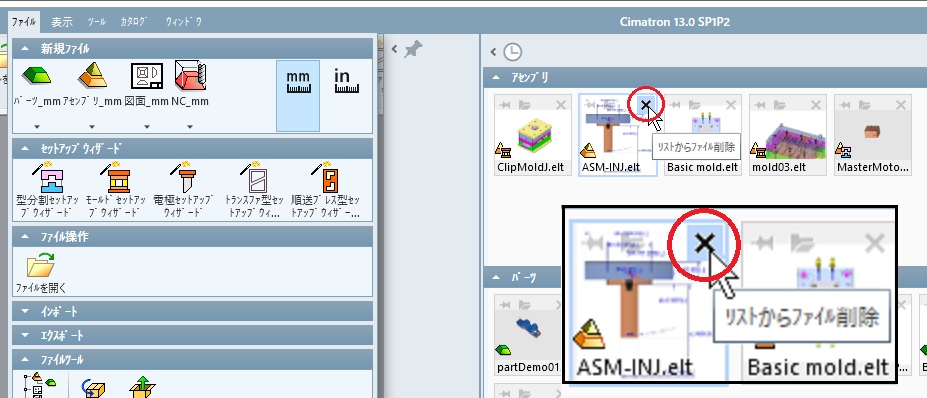 ファイル 表示 ツール カタログ ウィンドウ
Cimatron 13.0 SP1P2
新規ファイル
mm
in
パーツ_mm アセンブリ_mm 図面_mm NC_mm
セットアップ ウィザード
型分割セットアップウィザード
モールドセットアップウィザード
電極セットアップウィザード
トランスファ型セットアップウィ...
順送プレス型セットアップウィ...
ファイル操作
ファイルを開く
インポート
エクスポート
ファイルツール
アセンブリ
リストからファイル削除
ClipMold.elt ASM-INJ.elt Basic mold.elt mold03.elt MasterMoto...
パーツ
partDemo01
リストからファイル削除
ASM-INJ.elt Basic mold.elt